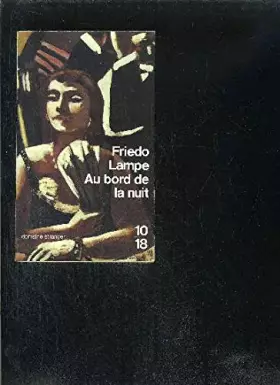 Friedo
Lampe
Au bord de
la nuit
10
18
domaine étranger